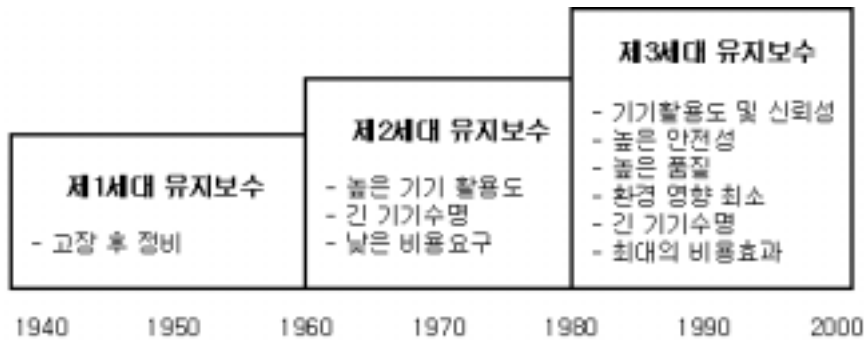 제1세대 유지보수
- 고장 후 정비
제2세대 유지보수
- 높은 기기 활용도
- 긴 기기수명
- 낮은 비용요구
제3세대 유지보수
- 기기활용도 및 신뢰성
- 높은 안전성
- 높은 품질
- 환경 영향 최소
- 긴 기기수명
- 최대의 비용효과
1940 1950 1960 1970 1980 1990 2000